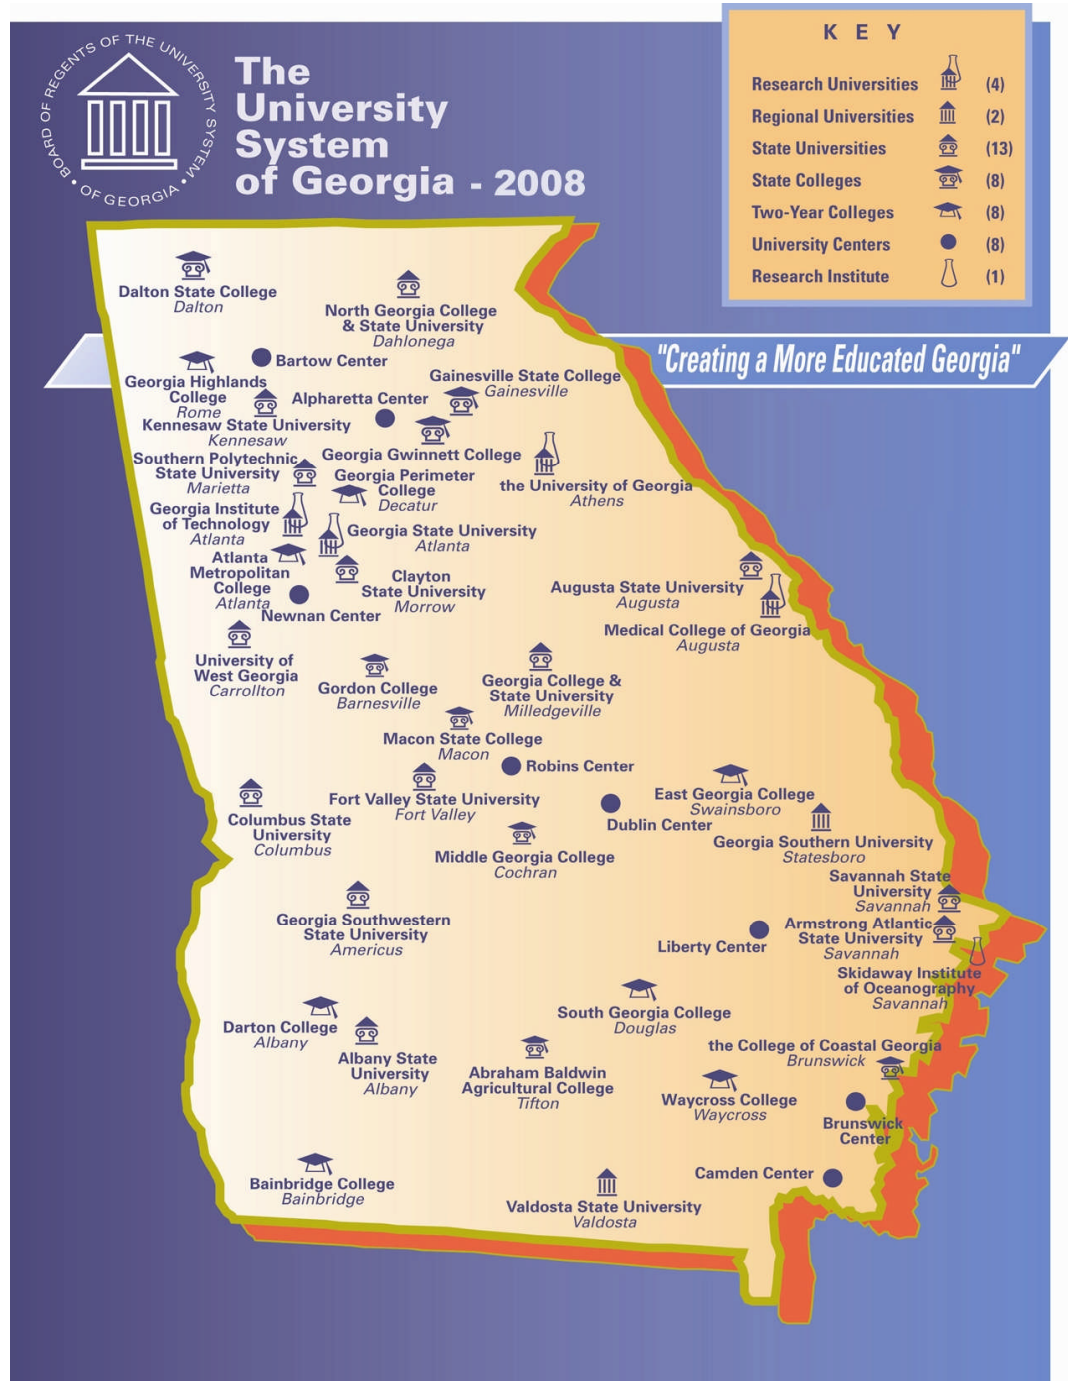 BOARD OF REGENTS OF THE UNIVERSITY SYSTEM
• OF GEORGIA •
The
University
System
of Georgia - 2008
K E Y
Research Universities (4)
Regional Universities (2)
State Universities (13)
State Colleges (8)
Two-Year Colleges (8)
University Centers (8)
Research Institute (1)
"Creating a More Educated Georgia"
Dalton State College
Dalton
North Georgia College
& State University
Dahlonega
Bartow Center
Georgia Highlands
College
Rome
Gainesville State College
Gainesville
Alpharetta Center
Kennesaw State University
Kennesaw
Georgia Gwinnett College
Southern Polytechnic
State University
Marietta
Georgia Perimeter
College
Decatur
the University of Georgia
Athens
Georgia Institute
of Technology
Atlanta
Georgia State University
Atlanta
Atlanta
Metropolitan
College
Atlanta
Clayton
State University
Morrow
Augusta State University
Augusta
Newnan Center
Medical College of Georgia
Augusta
University of
West Georgia
Carrollton
Gordon College
Barnesville
Georgia College &
State University
Milledgeville
Macon State College
Macon
Robins Center
Fort Valley State University
Fort Valley
East Georgia College
Swainsboro
Columbus State
University
Columbus
Dublin Center
Georgia Southern University
Statesboro
Middle Georgia College
Cochran
Savannah State
University
Savannah
Georgia Southwestern
State University
Americus
Armstrong Atlantic
State University
Savannah
Liberty Center
Skidaway Institute
of Oceanography
Savannah
South Georgia College
Douglas
Darton College
Albany
the College of Coastal Georgia
Brunswick
Albany State
University
Albany
Abraham Baldwin
Agricultural College
Tifton
Waycross College
Waycross
Brunswick
Center
Camden Center
Bainbridge College
Bainbridge
Valdosta State University
Valdosta